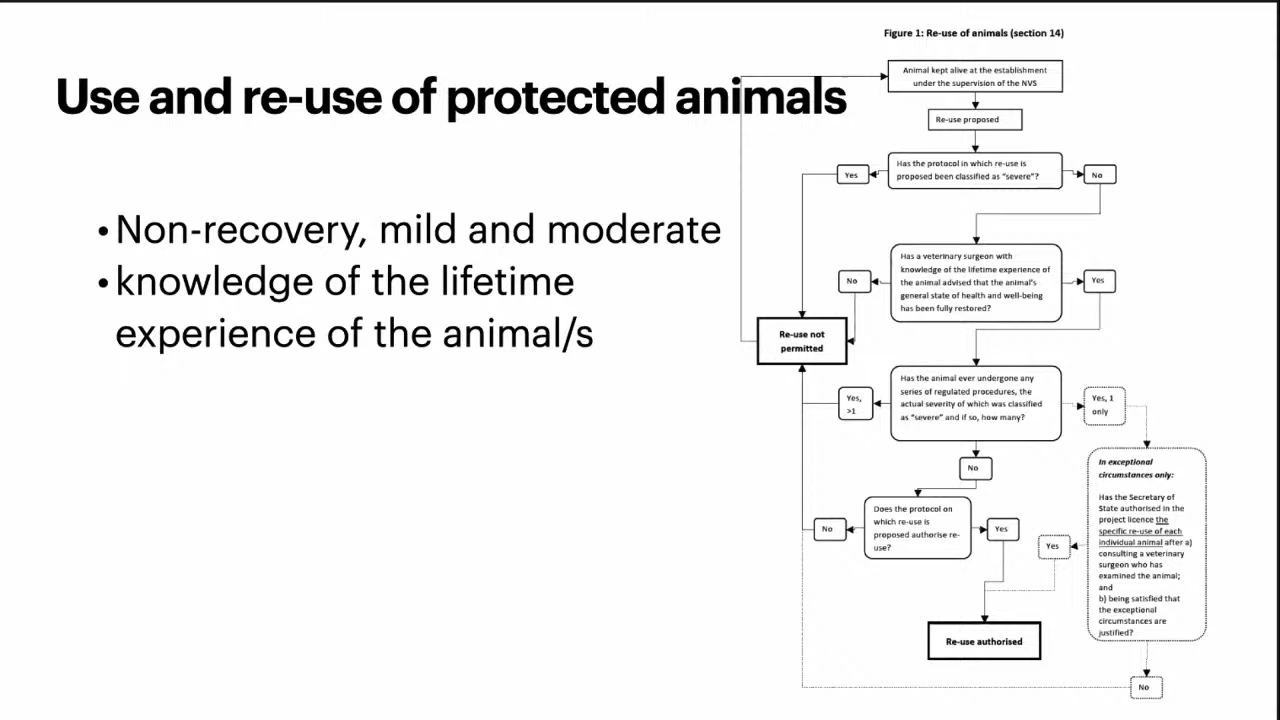 Figure 1: Re-use of animals (section 14)
Use and re-use of protected animals
• Non-recovery, mild and moderate
• knowledge of the lifetime
experience of the animal/s
Animal kept alive at the establishment
under the supervision of the NVS
Re-use proposed
Has the protocol in which re-use is
proposed been classified as “severe”?
Yes
No
Has a veterinary surgeon with
knowledge of the lifetime experience of
the animal advised that the animal's
general state of health and well-being
has been fully restored?
No
Yes
Re-use not
permitted
Has the animal ever undergone any
series of regulated procedures, the
actual severity of which was classified
as “severe” and if so, how many?
Yes,
>1
Yes, 1
only
No
In exceptional
circumstances only:
Has the Secretary of
State authorised in the
project licence the
specific re-use of each
individual animal after a)
consulting a veterinary
surgeon who has
examined the animal;
and
b) being satisfied that
the exceptional
circumstances are
justified?
Does the protocol on
which re-use is
proposed authorise re-
use?
No
Yes
Yes
Re-use authorised
No